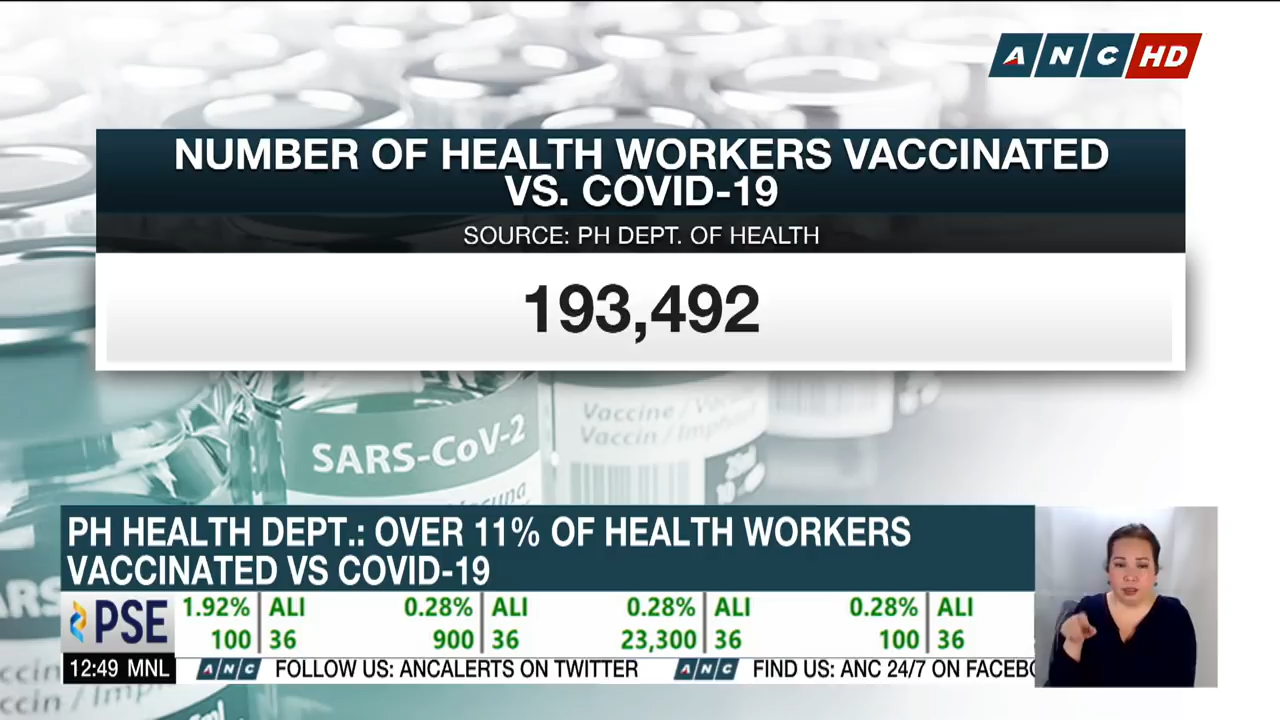 ANC HD
NUMBER OF HEALTH WORKERS VACCINATED
VS. COVID-19
SOURCE: PH DEPT. OF HEALTH
193,492
SARS-CoV-2
Vaccine /
Vaccin /
PH HEALTH DEPT.: OVER 11% OF HEALTH WORKERS
VACCINATED VS COVID-19
PSE
1.92% ALI 0.28% ALI 0.28% ALI 0.28% ALI
100 36 900 36 23,300 36 100 36
12:49 MNL ANC FOLLOW US: ANCALERTS ON TWITTER ANC FIND US: ANC 24/7 ON FACEBO